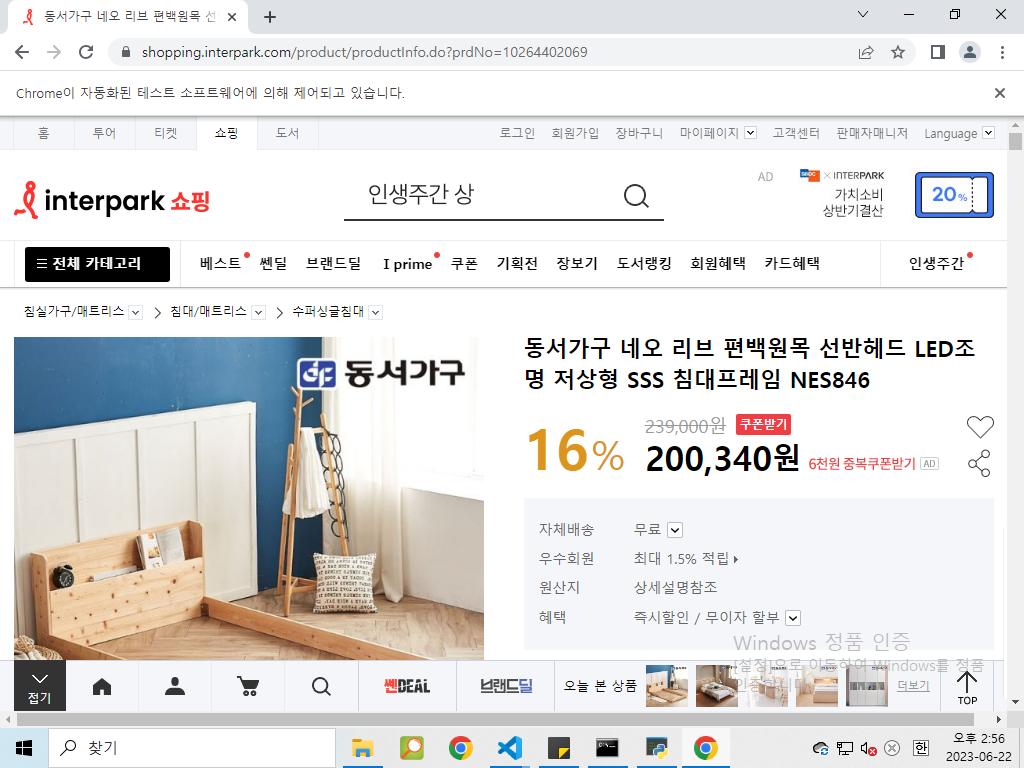 동서가구 네오 리브 편백원목 선
shopping.interpark.com/product/productInfo.do?prdNo=10264402069
Chrome이 자동화된 테스트 소프트웨어에 의해 제어되고 있습니다.
홈 투어 티켓 쇼핑 도서 로그인 회원가입 장바구니 마이페이지 고객센터 판매자매니저 Language
interpark 쇼핑
인생주간 상
AD
× INTERPARK
가치소비
상반기결산
20%
전체 카테고리 베스트 쎈딜 브랜드딜 I prime 쿠폰 기획전 장보기 도서랭킹 회원혜택 카드혜택 인생주간
침실가구/매트리스 침대/매트리스 수퍼싱글침대
df 동서가구
동서가구 네오 리브 편백원목 선반헤드 LED조
명 저상형 SSS 침대프레임 NES846
16%
239,000원 쿠폰받기
200,340원 6천원 중복쿠폰받기 AD
자체배송 무료
우수회원 최대 1.5% 적립
원산지 상세설명참조
혜택 즉시할인 / 무이자 할부
Windows 정품 인증
[설정]으로 이동하여 Windows를 정품
인증합니다.
접기
쎈DEAL
브랜드딜
오늘 본 상품
더보기
TOP
찾기
한
오후 2:56
2023-06-22